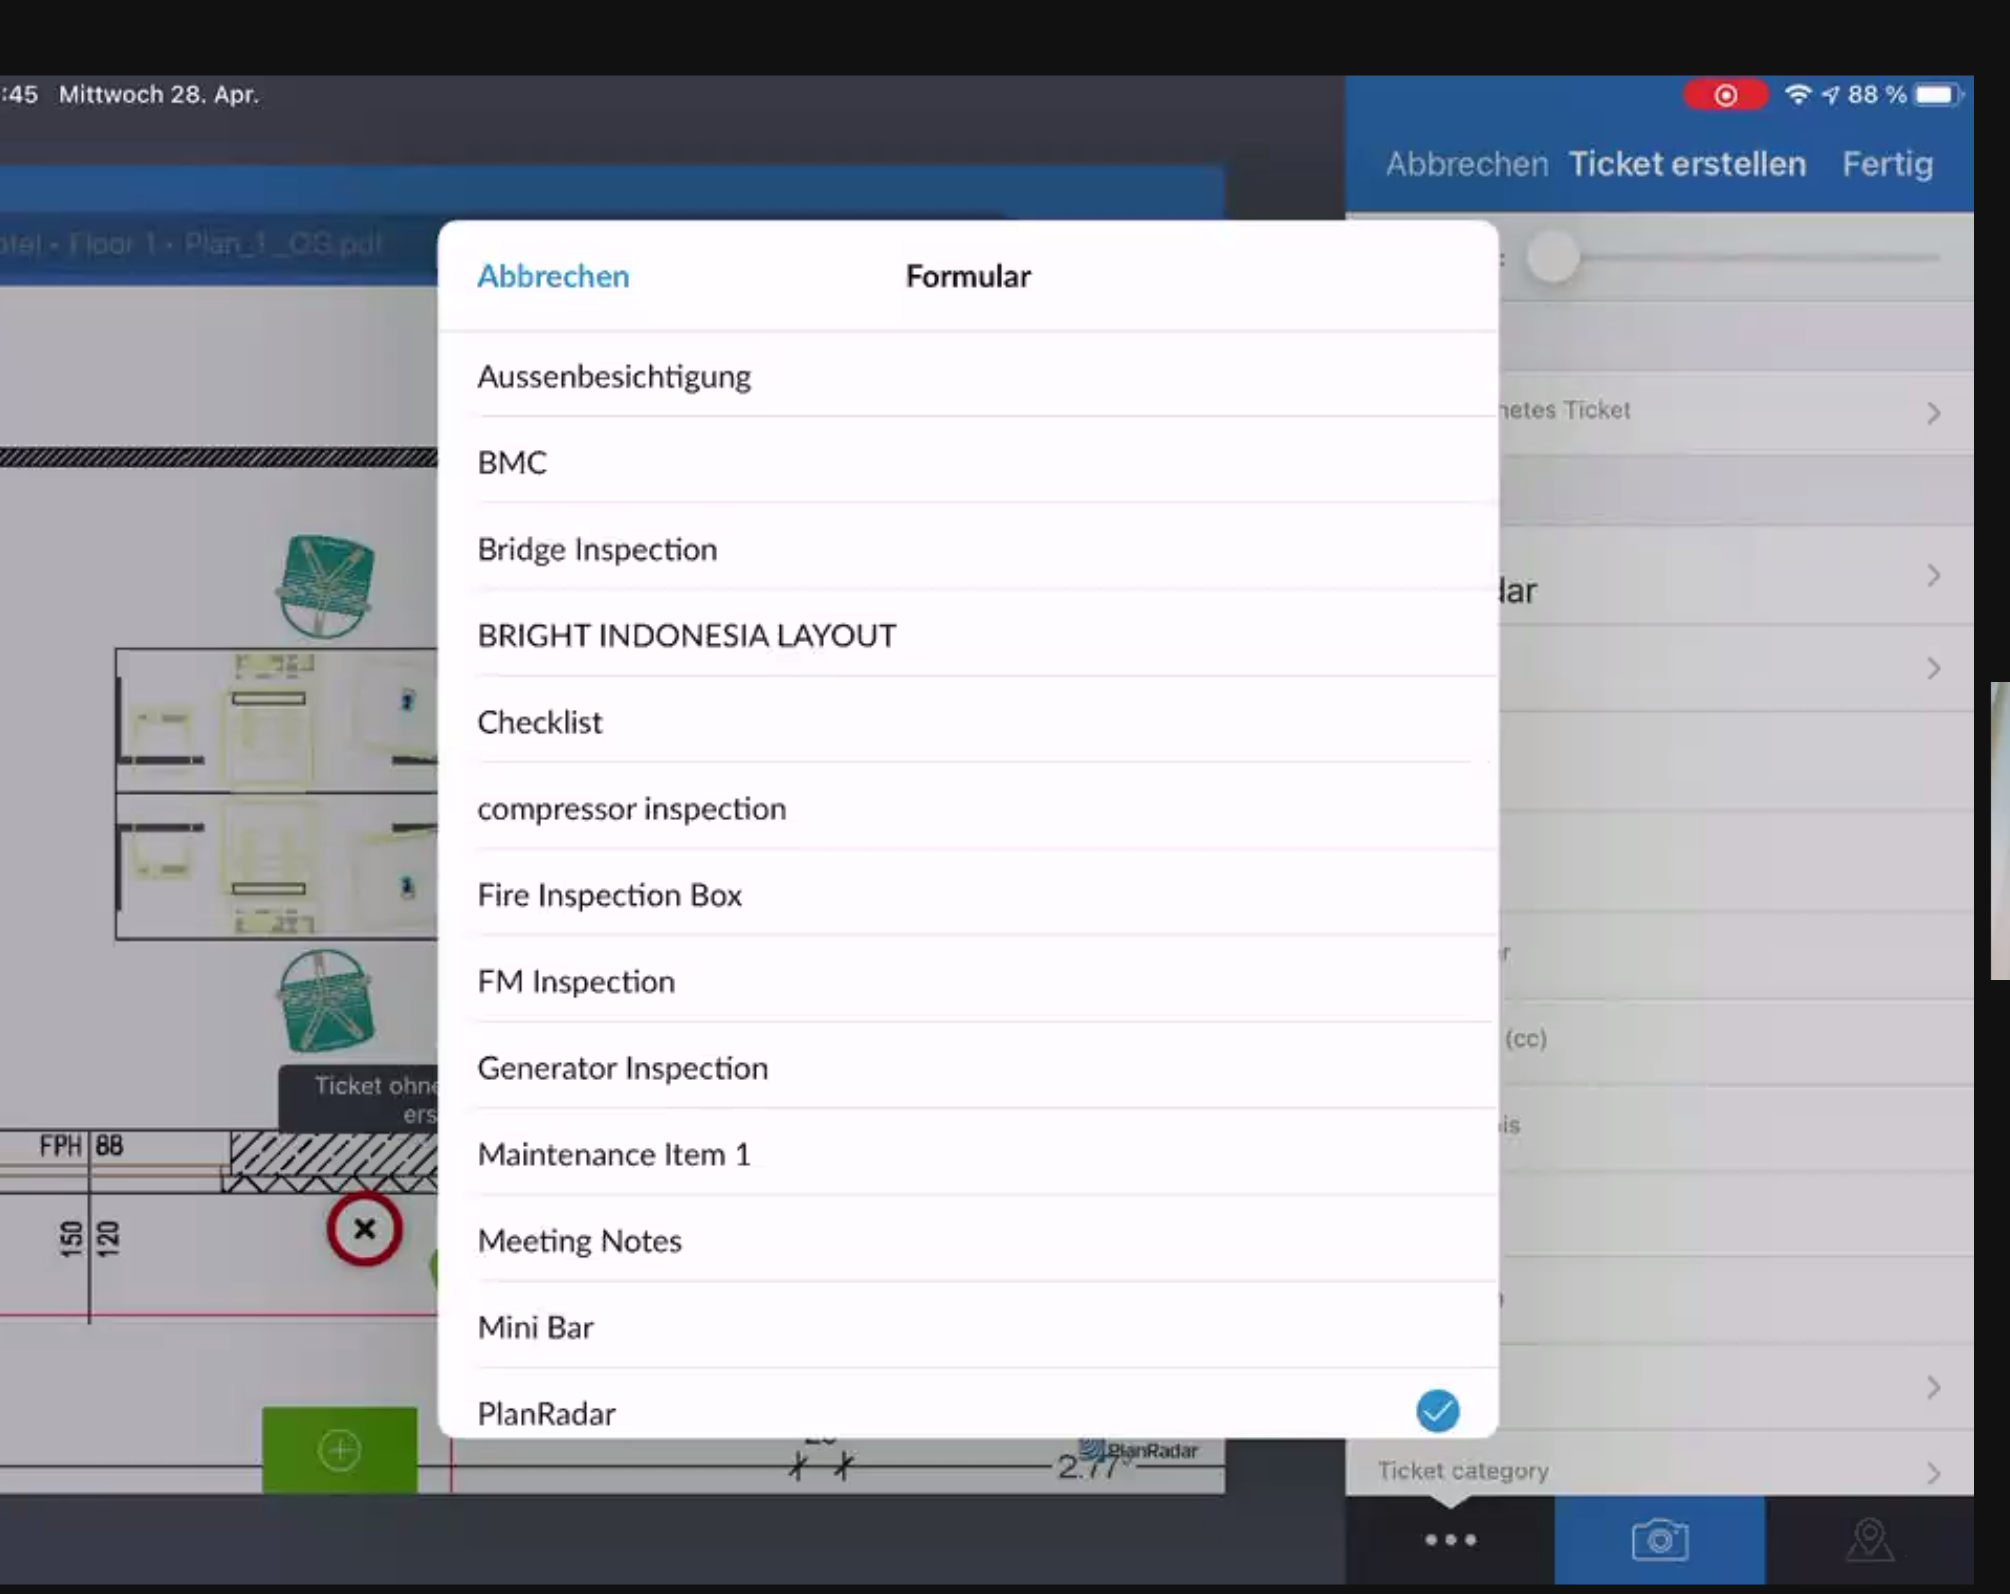 :45 Mittwoch 28. Apr.
88 %
Abbrechen Ticket erstellen Fertig
Floor 1 • Plan_1_OG.pdf
Abbrechen Formular
Aussenbesichtigung
BMC
Bridge Inspection
BRIGHT INDONESIA LAYOUT
Checklist
compressor inspection
Fire Inspection Box
FM Inspection
Generator Inspection
Maintenance Item 1
Meeting Notes
Mini Bar
PlanRadar
netes Ticket
dar
r
(cc)
is
Ticket category
Ticket ohne
ers
FPH 88
150
120
2.77
PlanRadar